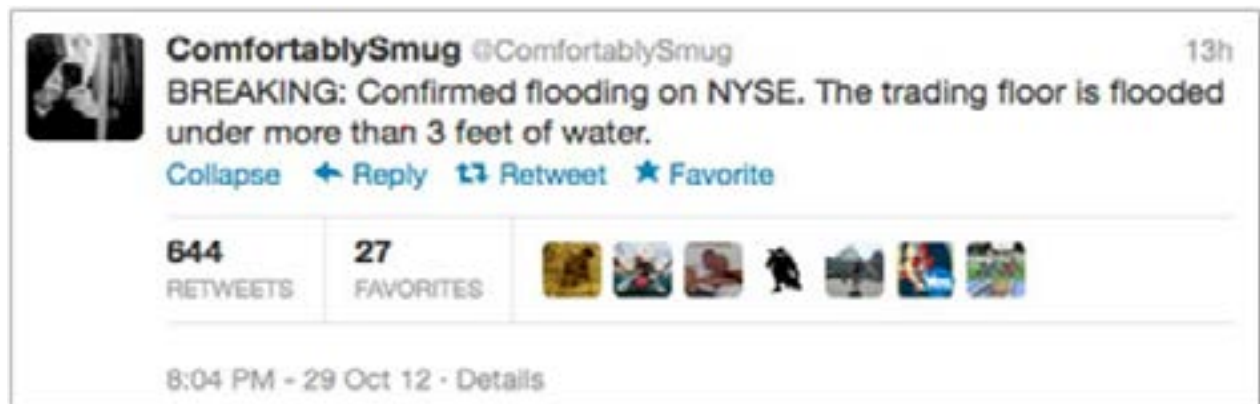 ComfortablySmug @ComfortablySmug 13h
BREAKING: Confirmed flooding on NYSE. The trading floor is flooded
under more than 3 feet of water.
Collapse Reply Retweet Favorite
644 27
RETWEETS FAVORITES
8:04 PM - 29 Oct 12 · Details